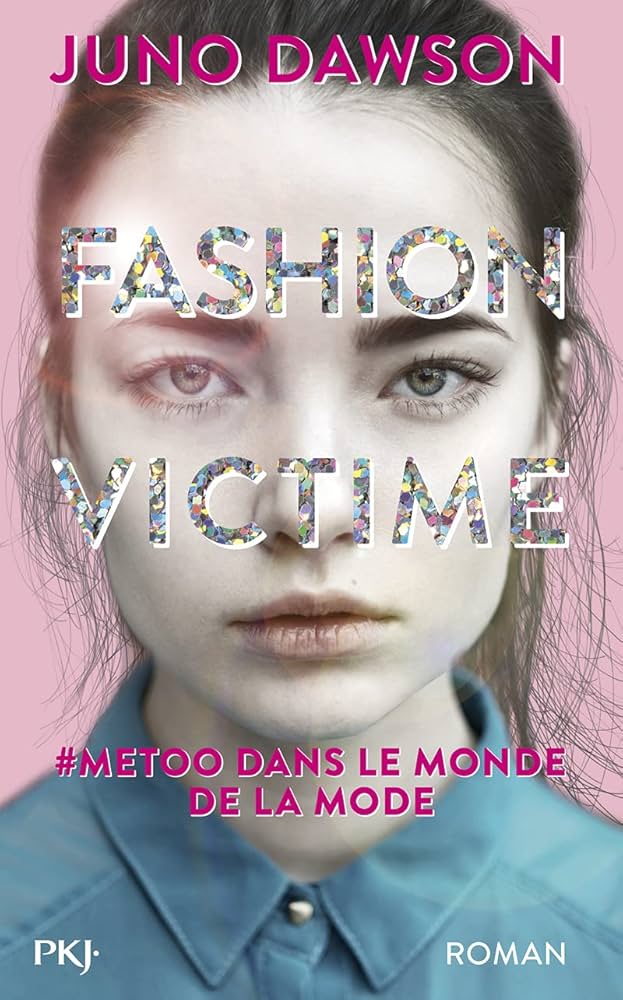 JUNO DAWSON
FASHION
VICTIME
#METOO DANS LE MONDE
DE LA MODE
PKJ·
ROMAN